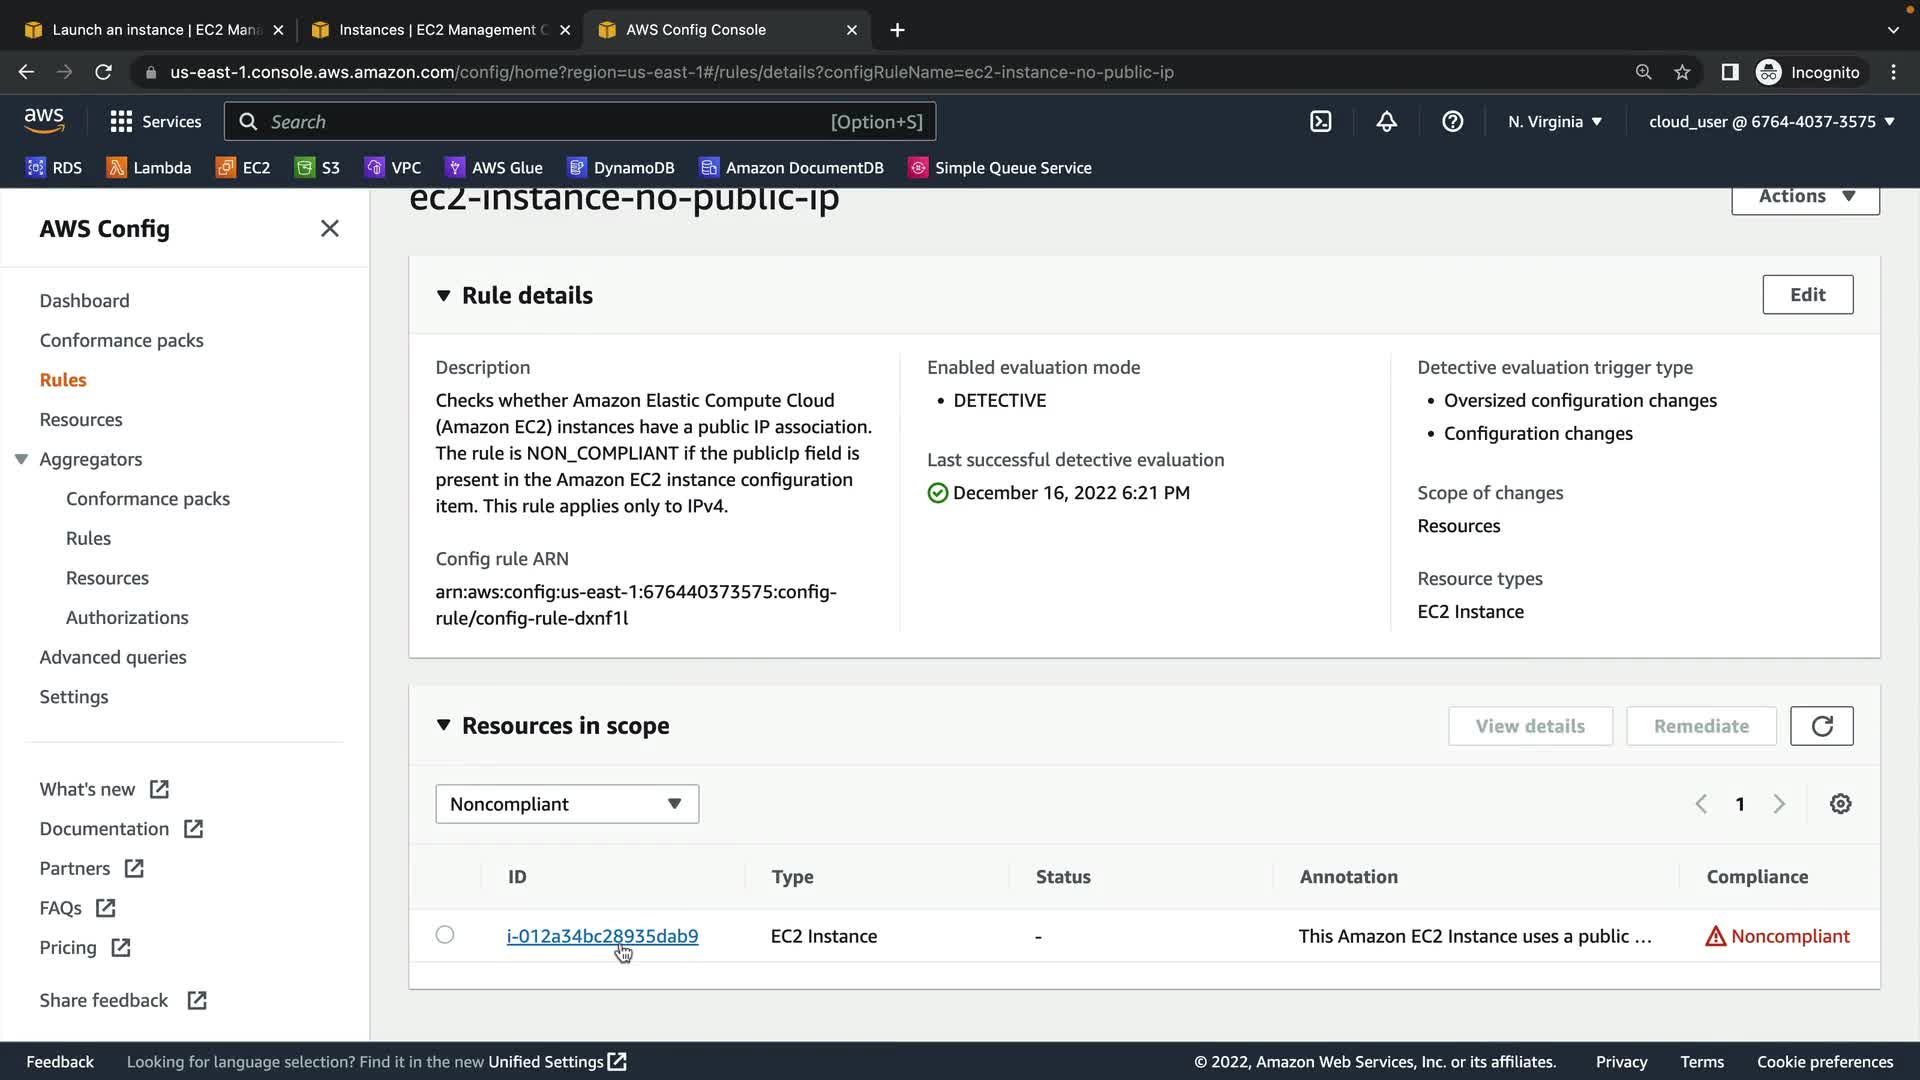 Launch an instance | EC2 Mana
Instances | EC2 Management C
AWS Config Console
us-east-1.console.aws.amazon.com/config/home?region=us-east-1#/rules/details?configRuleName=ec2-instance-no-public-ip
Incognito
aws
Services
Search
[Option+S]
N. Virginia
cloud_user @ 6764-4037-3575
RDS
Lambda
EC2
S3
VPC
AWS Glue
DynamoDB
Amazon DocumentDB
Simple Queue Service
AWS Config
Dashboard
Conformance packs
Rules
Resources
Aggregators
Conformance packs
Rules
Resources
Authorizations
Advanced queries
Settings
What's new
Documentation
Partners
FAQs
Pricing
Share feedback
ec2-instance-no-public-ip
Actions
Rule details
Edit
Description
Checks whether Amazon Elastic Compute Cloud
(Amazon EC2) instances have a public IP association.
The rule is NON_COMPLIANT if the publicIp field is
present in the Amazon EC2 instance configuration
item. This rule applies only to IPv4.
Config rule ARN
arn:aws:config:us-east-1:676440373575:config-
rule/config-rule-dxnf1l
Enabled evaluation mode
• DETECTIVE
Last successful detective evaluation
December 16, 2022 6:21 PM
Detective evaluation trigger type
• Oversized configuration changes
• Configuration changes
Scope of changes
Resources
Resource types
EC2 Instance
Resources in scope
View details
Remediate
Noncompliant
1
ID
Type
Status
Annotation
Compliance
i-012a34bc28935dab9
EC2 Instance
-
This Amazon EC2 Instance uses a public …
Noncompliant
Feedback
Looking for language selection? Find it in the new Unified Settings
© 2022, Amazon Web Services, Inc. or its affiliates.
Privacy
Terms
Cookie preferences